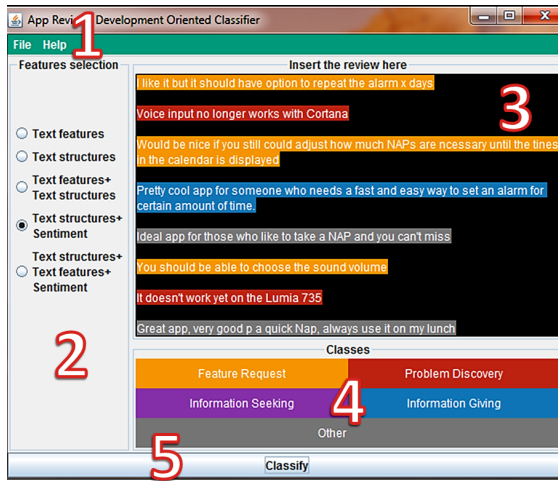 App Review Development Oriented Classifier
1
File Help
Features selection
Insert the review here
3
Text features
Text structures
Text features+
Text structures
Text structures+
Sentiment
Text structures+
Text features+
Sentiment
2
I like it but it should have option to repeat the alarm x days
Voice input no longer works with Cortana
Would be nice if you still could adjust how much NAPs are ncessary until the tines
in the calendar is displayed
Pretty cool app for someone who needs a fast and easy way to set an alarm for
certain amount of time.
Ideal app for those who like to take a NAP and you can't miss
You should be able to choose the sound volume
It doesn't work yet on the Lumia 735
Great app, very good p a quick Nap, always use it on my lunch
Classes
Feature Request
Problem Discovery
Information Seeking
4
Information Giving
Other
5
Classify